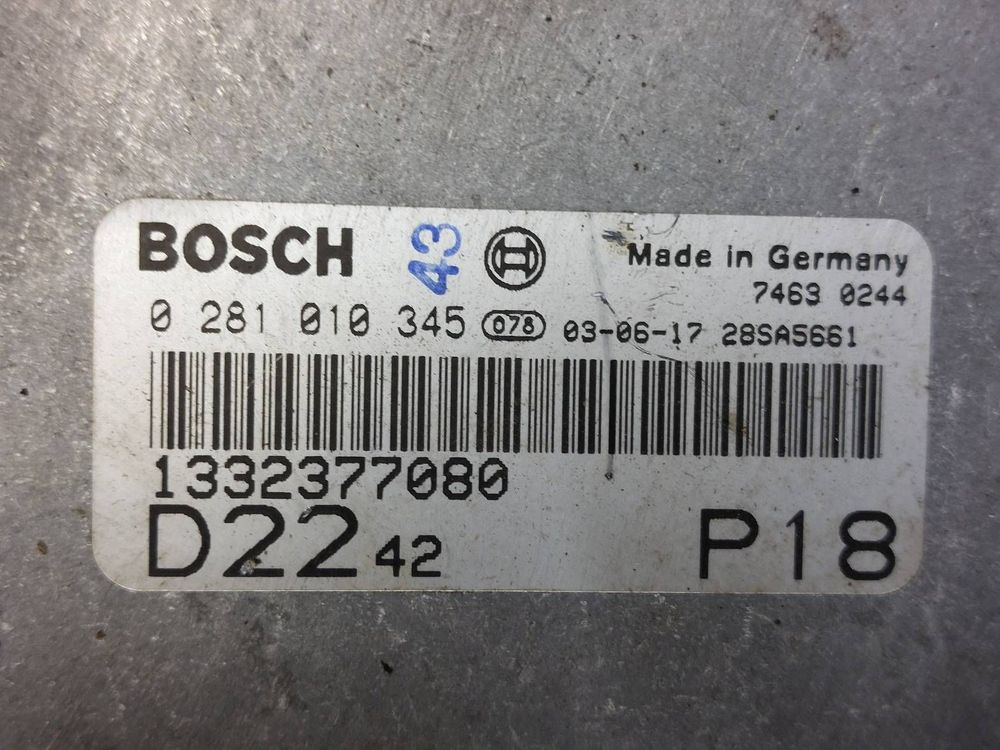 BOSCH 43 Made in Germany
7463 0244
0 281 010 345 078 03-06-17 28SA5661
1332377080
D22 42 P18